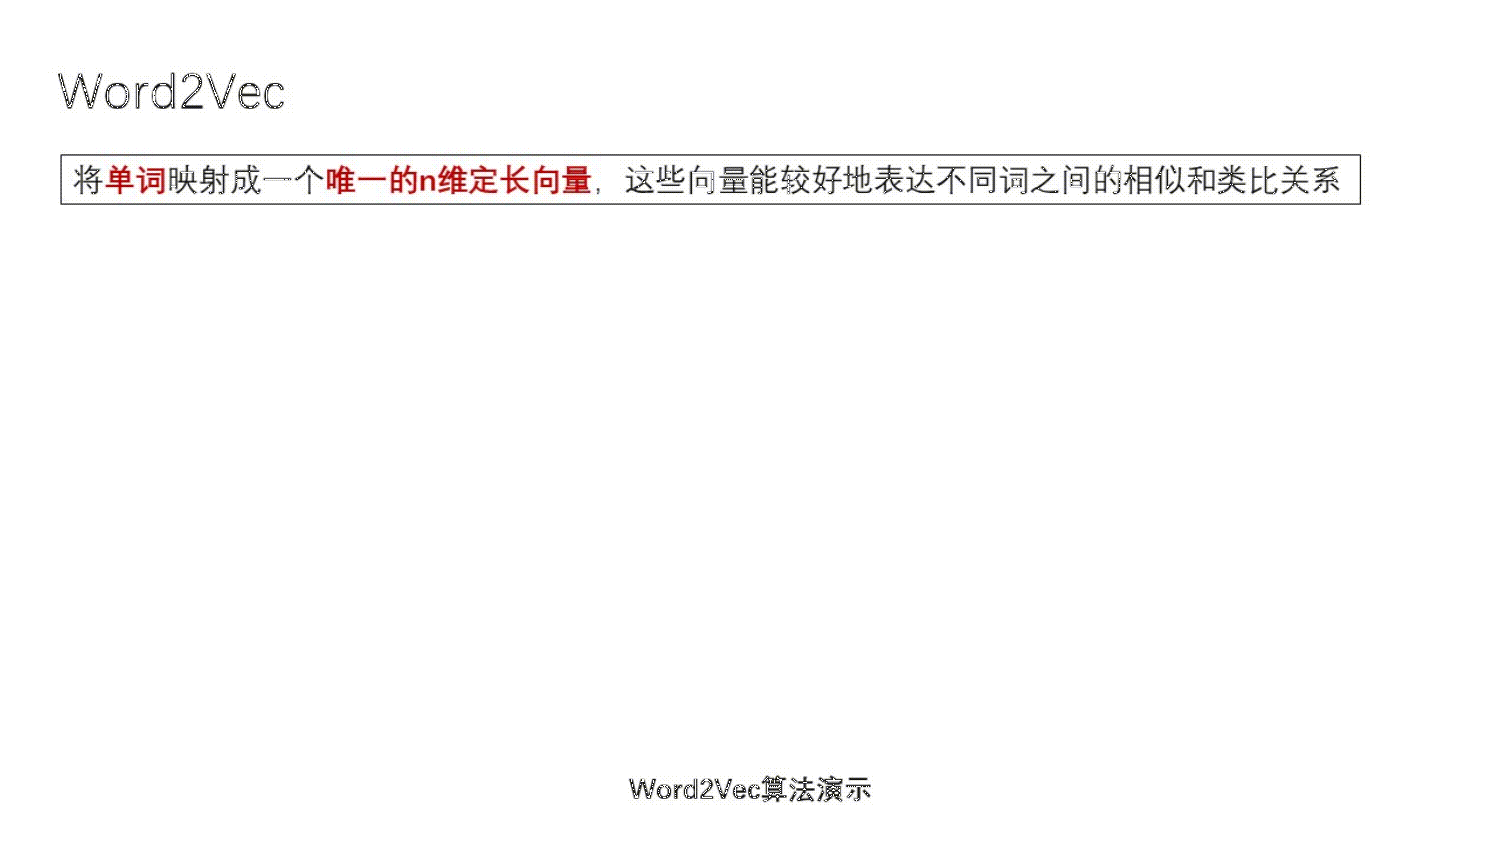 Word2Vec
将单词映射成一个唯一的n维定长向量，这些向量能较好地表达不同词之间的相似和类比关系
Word2Vec算法演示